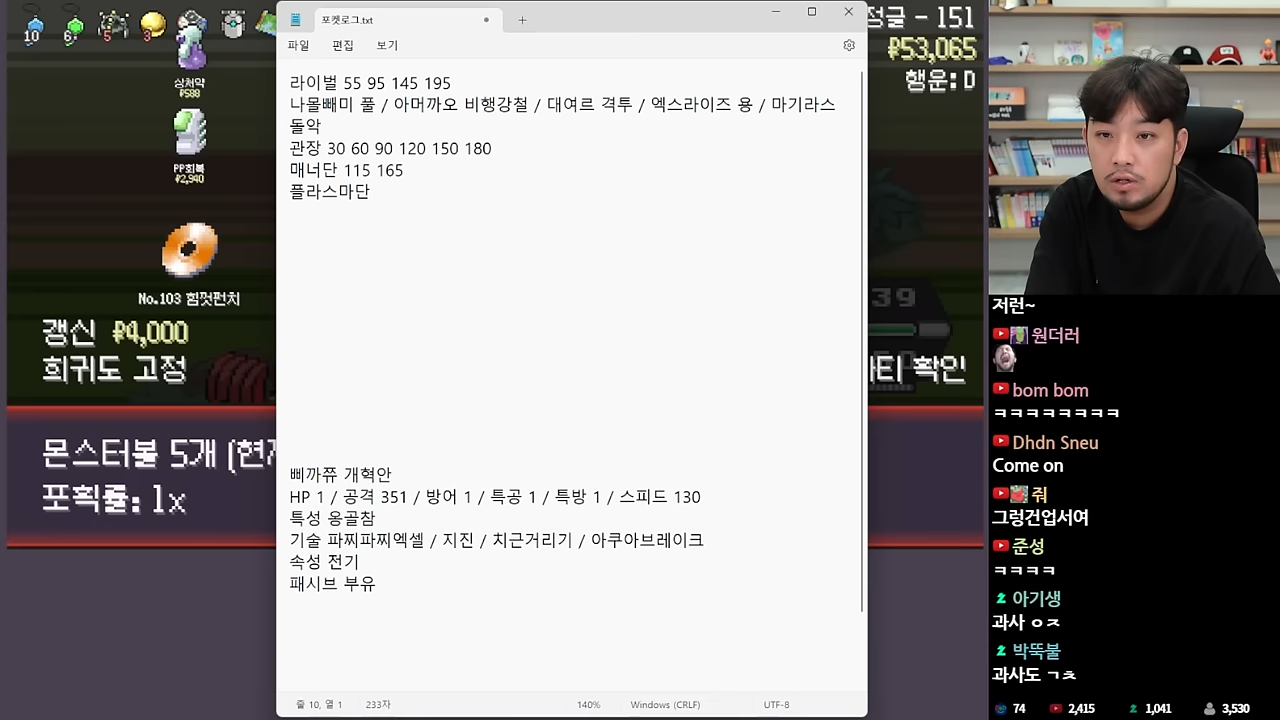 10
6
5
3
상처약
₽588
PP회복
₽2,940
No.103 힘껏펀치
갱신 ₽4,000
희귀도 고정
몬스터볼 5개 (현재
포획률: 1x
포켓로그.txt
파일 편집 보기
라이벌 55 95 145 195
나몰빼미 풀 / 아머까오 비행강철 / 대여르 격투 / 엑스라이즈 용 / 마기라스
돌악
관장 30 60 90 120 150 180
매너단 115 165
플라스마단
삐까쮸 개혁안
HP 1 / 공격 351 / 방어 1 / 특공 1 / 특방 1 / 스피드 130
특성 옹골참
기술 파찌파찌엑셀 / 지진 / 치근거리기 / 아쿠아브레이크
속성 전기
패시브 부유
줄 10, 열 1 233자 140% Windows (CRLF) UTF-8
정글 - 151
₽53,065
행운: D
39
파티 확인
저런~
원더러
bom bom
ㅋㅋㅋㅋㅋㅋㅋㅋ
Dhdn Sneu
Come on
줘
그렁건업서여
준성
ㅋㅋㅋㅋ
아기생
과사 ㅇㅈ
박뚝불
과사도 ㄱㅊ
74 2,415 1,041 3,530